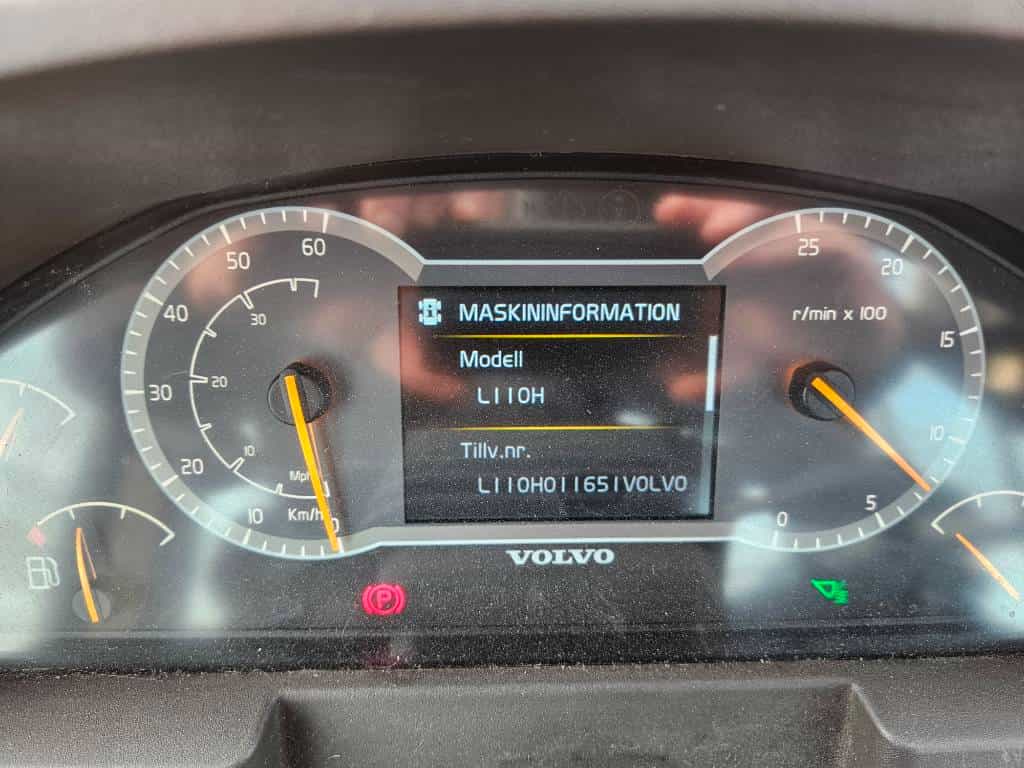 60
50
40
30
20
10
0
30
20
10
Mph
Km/h
MASKININFORMATION
Modell
L110H
Tillv.nr.
L110H011651VOLVO
25
20
15
10
5
0
r/min x 100
VOLVO
P